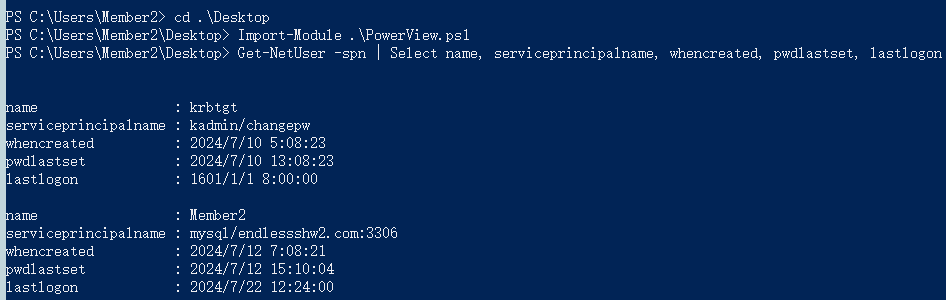 PS C:\Users\Member2> cd .\Desktop
PS C:\Users\Member2\Desktop> Import-Module .\PowerView.ps1
PS C:\Users\Member2\Desktop> Get-NetUser -spn | Select name, serviceprincipalname, whencreated, pwdlastset, lastlogon
name : krbtgt
serviceprincipalname : kadmin/changepw
whencreated : 2024/7/10 5:08:23
pwdlastset : 2024/7/10 13:08:23
lastlogon : 1601/1/1 8:00:00
name : Member2
serviceprincipalname : mysql/endlessshw2.com:3306
whencreated : 2024/7/12 7:08:21
pwdlastset : 2024/7/12 15:10:04
lastlogon : 2024/7/22 12:24:00